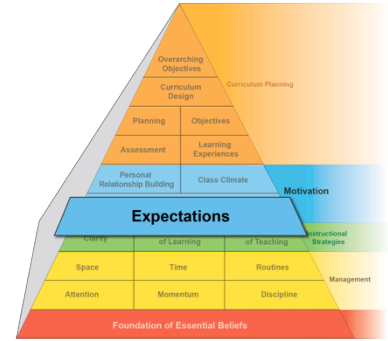 Overarching
Objectives
Curriculum
Design
Curriculum Planning
Planning
Objectives
Assessment
Learning
Experiences
Personal
Relationship Building
Class Climate
Motivation
Expectations
Clarity
of Learning
of Teaching
Instructional
Strategies
Space
Time
Routines
Management
Attention
Momentum
Discipline
Foundation of Essential Beliefs